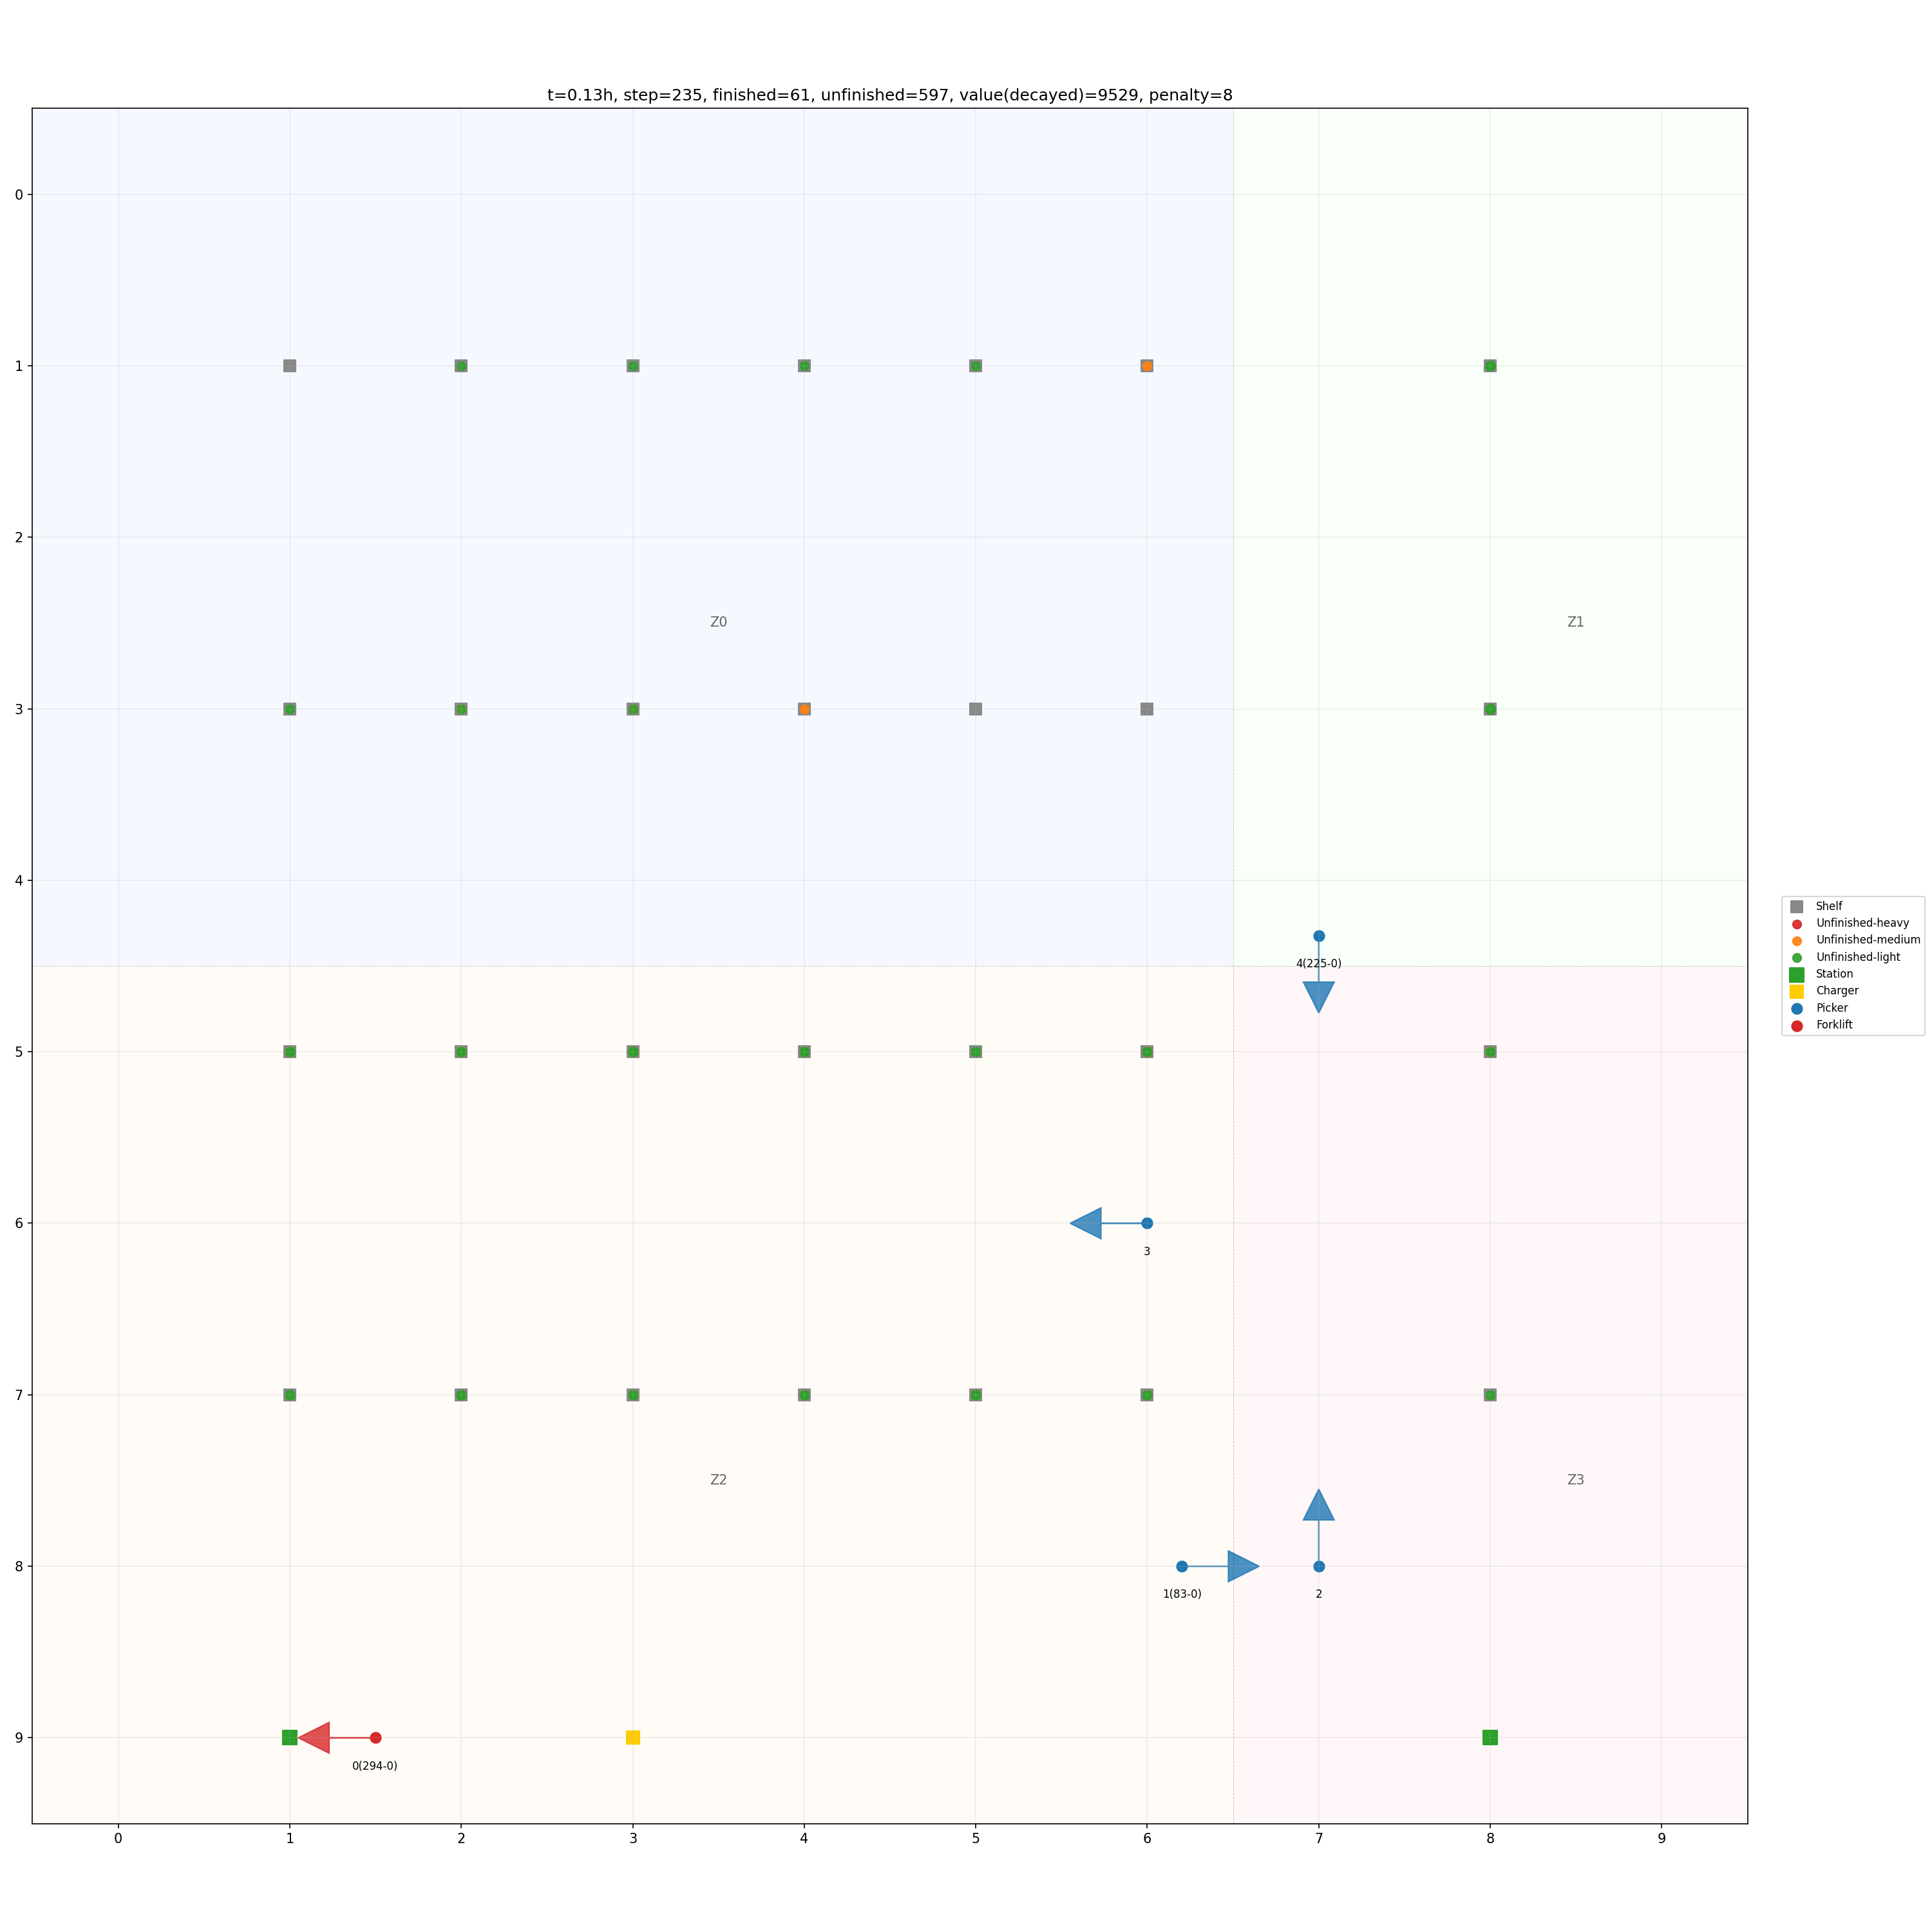 t=0.13h, step=235, finished=61, unfinished=597, value(decayed)=9529, penalty=8
0
1
2
Z0
Z1
3
4
Shelf
Unfinished-heavy
Unfinished-medium
Unfinished-light
Station
Charger
Picker
Forklift
4(225-0)
5
6
3
7
Z2
Z3
8
1(83-0)
2
9
0(294-0)
0 1 2 3 4 5 6 7 8 9